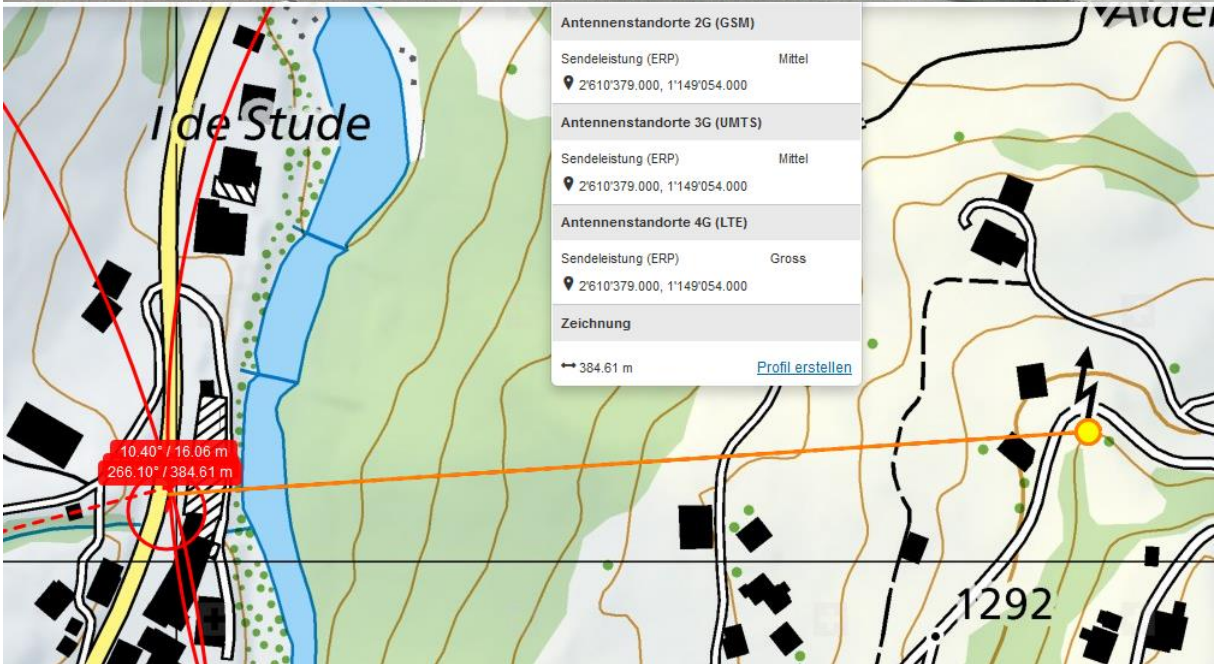 Antennenstandorte 2G (GSM)
Sendeleistung (ERP) Mittel
2'610'379.000, 1'149'054.000
Antennenstandorte 3G (UMTS)
Sendeleistung (ERP) Mittel
2'610'379.000, 1'149'054.000
Antennenstandorte 4G (LTE)
Sendeleistung (ERP) Gross
2'610'379.000, 1'149'054.000
Zeichnung
384.61 m Profil erstellen
I de Stude
10.40° / 16.06 m
266.10° / 384.61 m
1292